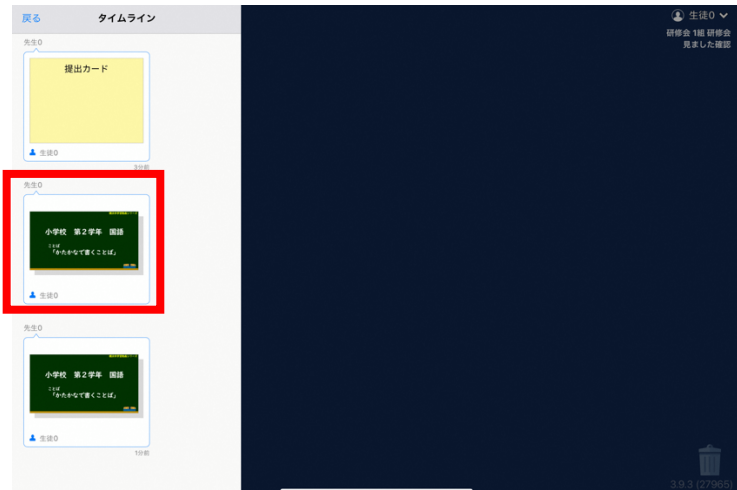 戻る
タイムライン
生徒0
研修会 1組 研修会
見ました確認
先生0
提出カード
生徒0
3分前
先生0
小学校 第2学年 国語
ことば
「かたかなで書くことば」
生徒0
先生0
小学校 第2学年 国語
ことば
「かたかなで書くことば」
生徒0
1分前
3.9.3 (27965)